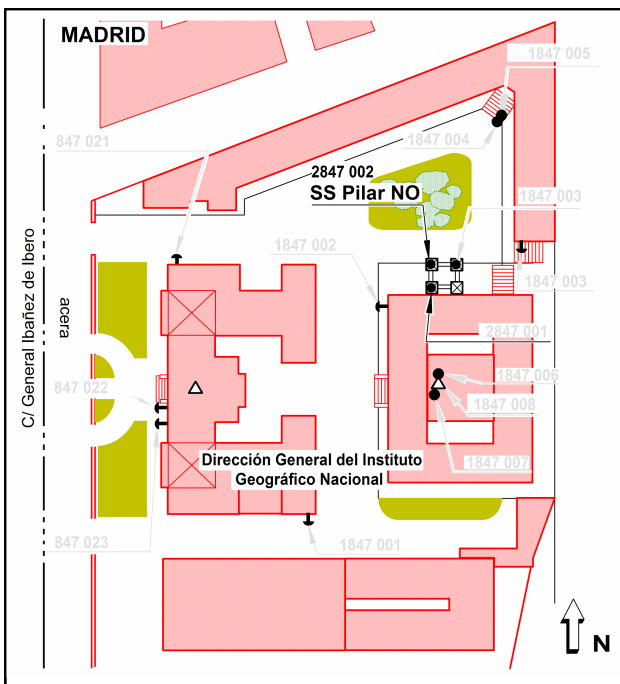 MADRID
1847 005
847 021
1847 004
2847 002
SS Pilar NO
1847 003
1847 002
1847 003
2847 001
C/ General Ibañez de Ibero
acera
1847 006
847 022
1847 008
Dirección General del Instituto
Geográfico Nacional
1847 007
847 023
1847 001
N